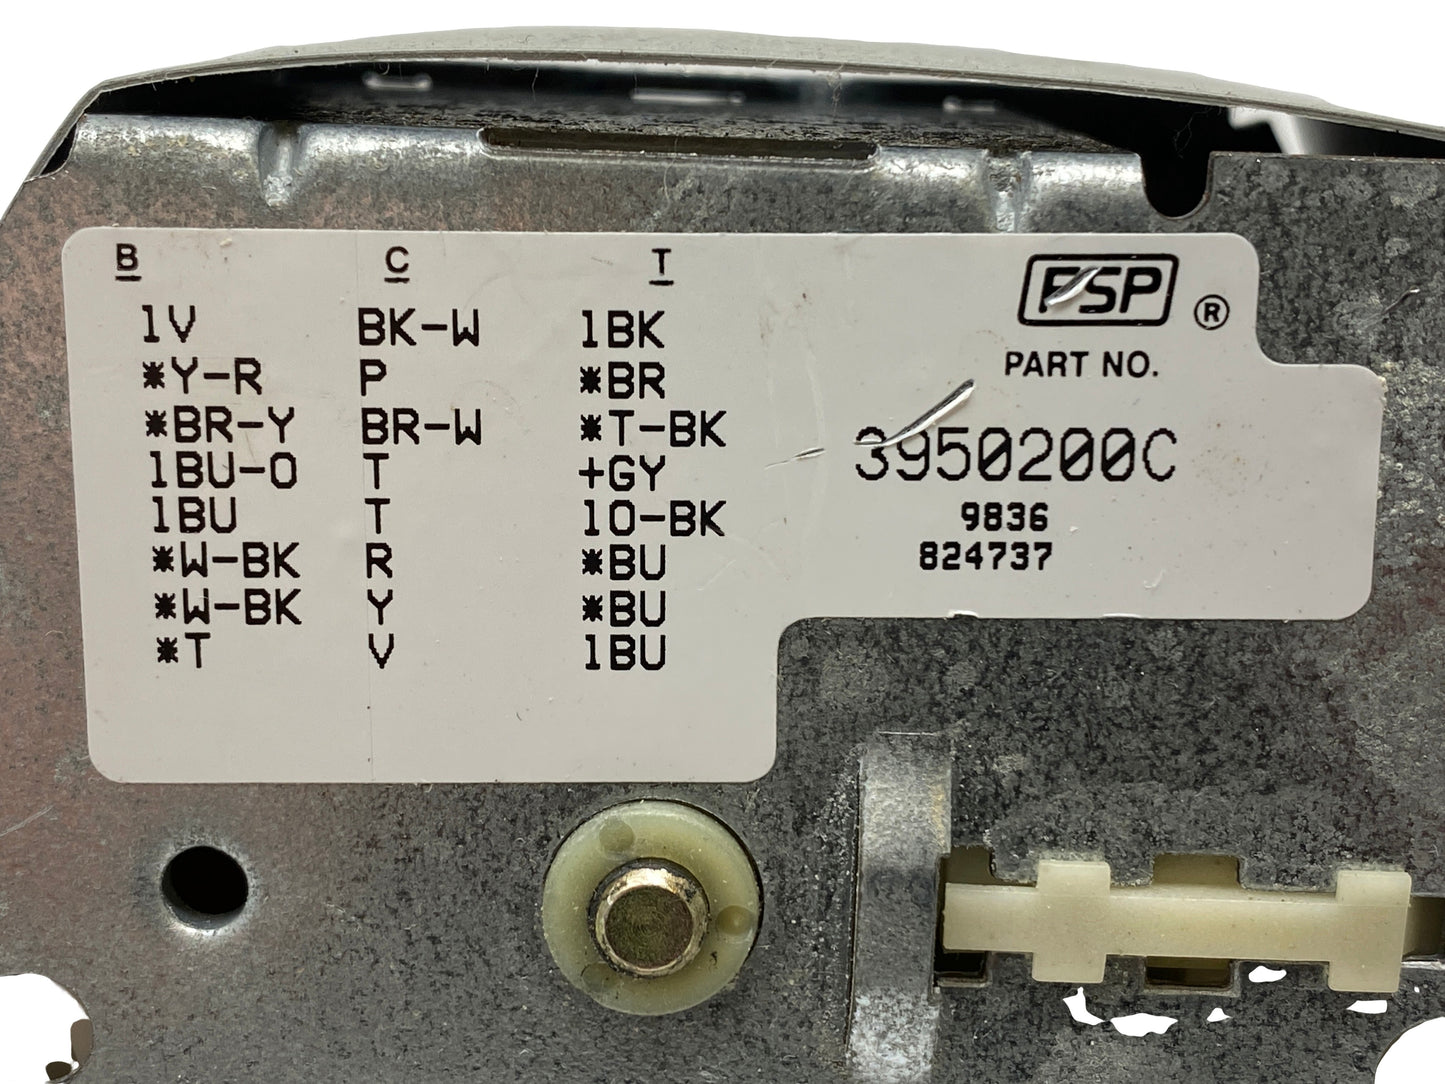 B C T
1V BK-W 1BK
*Y-R P *BR
*BR-Y BR-W *T-BK
1BU-O T +GY
1BU T 1O-BK
*W-BK R *BU
*W-BK Y *BU
*T V 1BU
FSP ®
PART NO.
3950200C
9836
824737